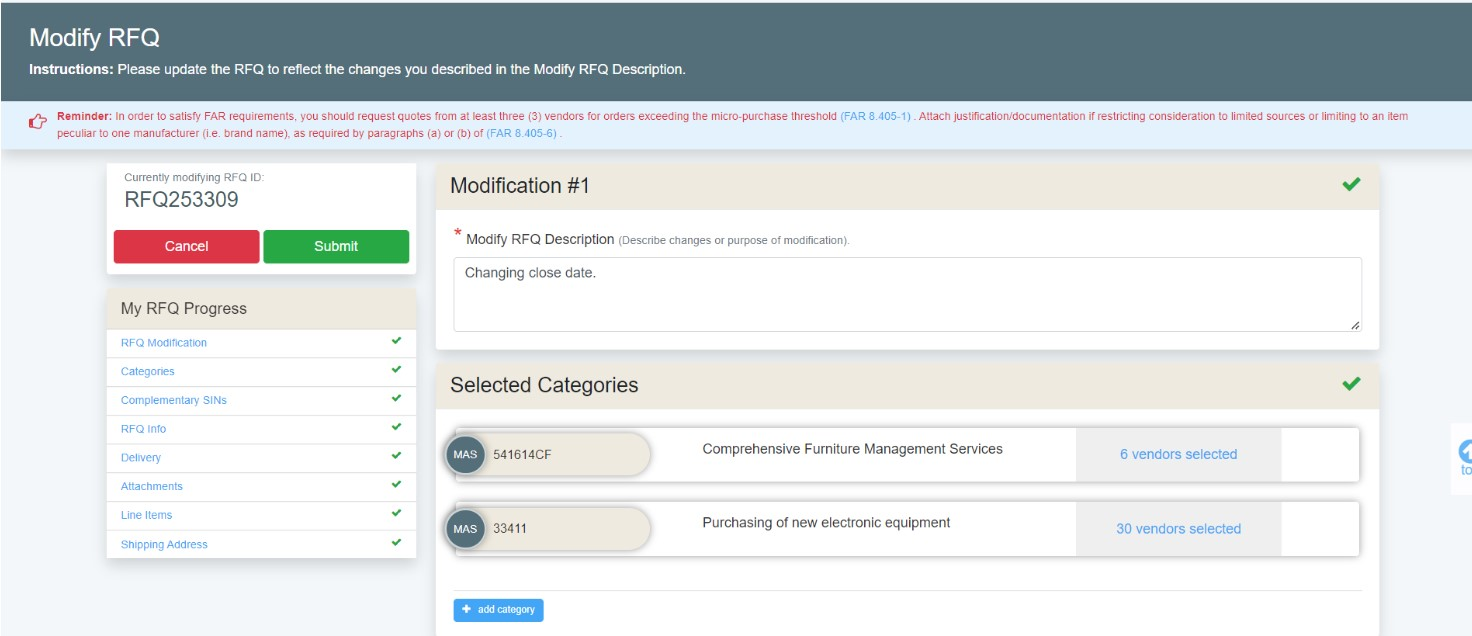 Modify RFQ
Instructions: Please update the RFQ to reflect the changes you described in the Modify RFQ Description.
Reminder: In order to satisfy FAR requirements, you should request quotes from at least three (3) vendors for orders exceeding the micro-purchase threshold (FAR 8.405-1) . Attach justification/documentation if restricting consideration to limited sources or limiting to an item
peculiar to one manufacturer (i.e. brand name), as required by paragraphs (a) or (b) of (FAR 8.405-6) .
Currently modifying RFQ ID:
RFQ253309
Cancel
Submit
My RFQ Progress
RFQ Modification
Categories
Complementary SINs
RFQ Info
Delivery
Attachments
Line Items
Shipping Address
Modification #1
* Modify RFQ Description (Describe changes or purpose of modification).
Changing close date.
Selected Categories
MAS 541614CF Comprehensive Furniture Management Services 6 vendors selected
MAS 33411 Purchasing of new electronic equipment 30 vendors selected
+ add category
to